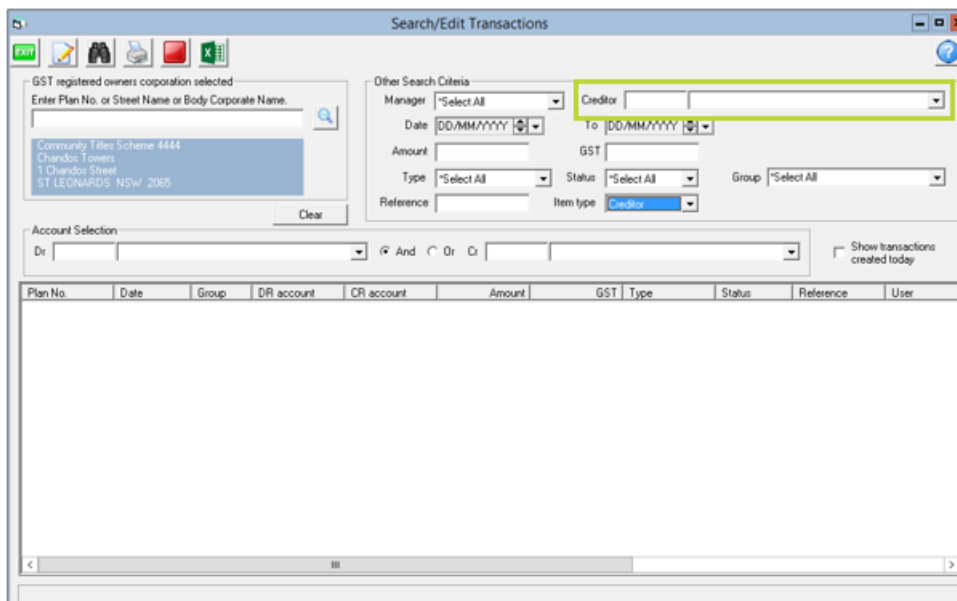 Search/Edit Transactions
EXIT
GST registered owners corporation selected
Enter Plan No. or Street Name or Body Corporate Name.
Community Titles Scheme 4444
Chandos Towers
1 Chandos Street
ST LEONARDS NSW 2065
Clear
Other Search Criteria
Manager *Select All Creditor
Date DD/MM/YYYY To DD/MM/YYYY
Amount GST
Type *Select All Status *Select All Group *Select All
Reference Item type Creditor
Account Selection
Dr And Or Cr
Show transactions
created today
Plan No. Date Group DR account CR account Amount GST Type Status Reference User